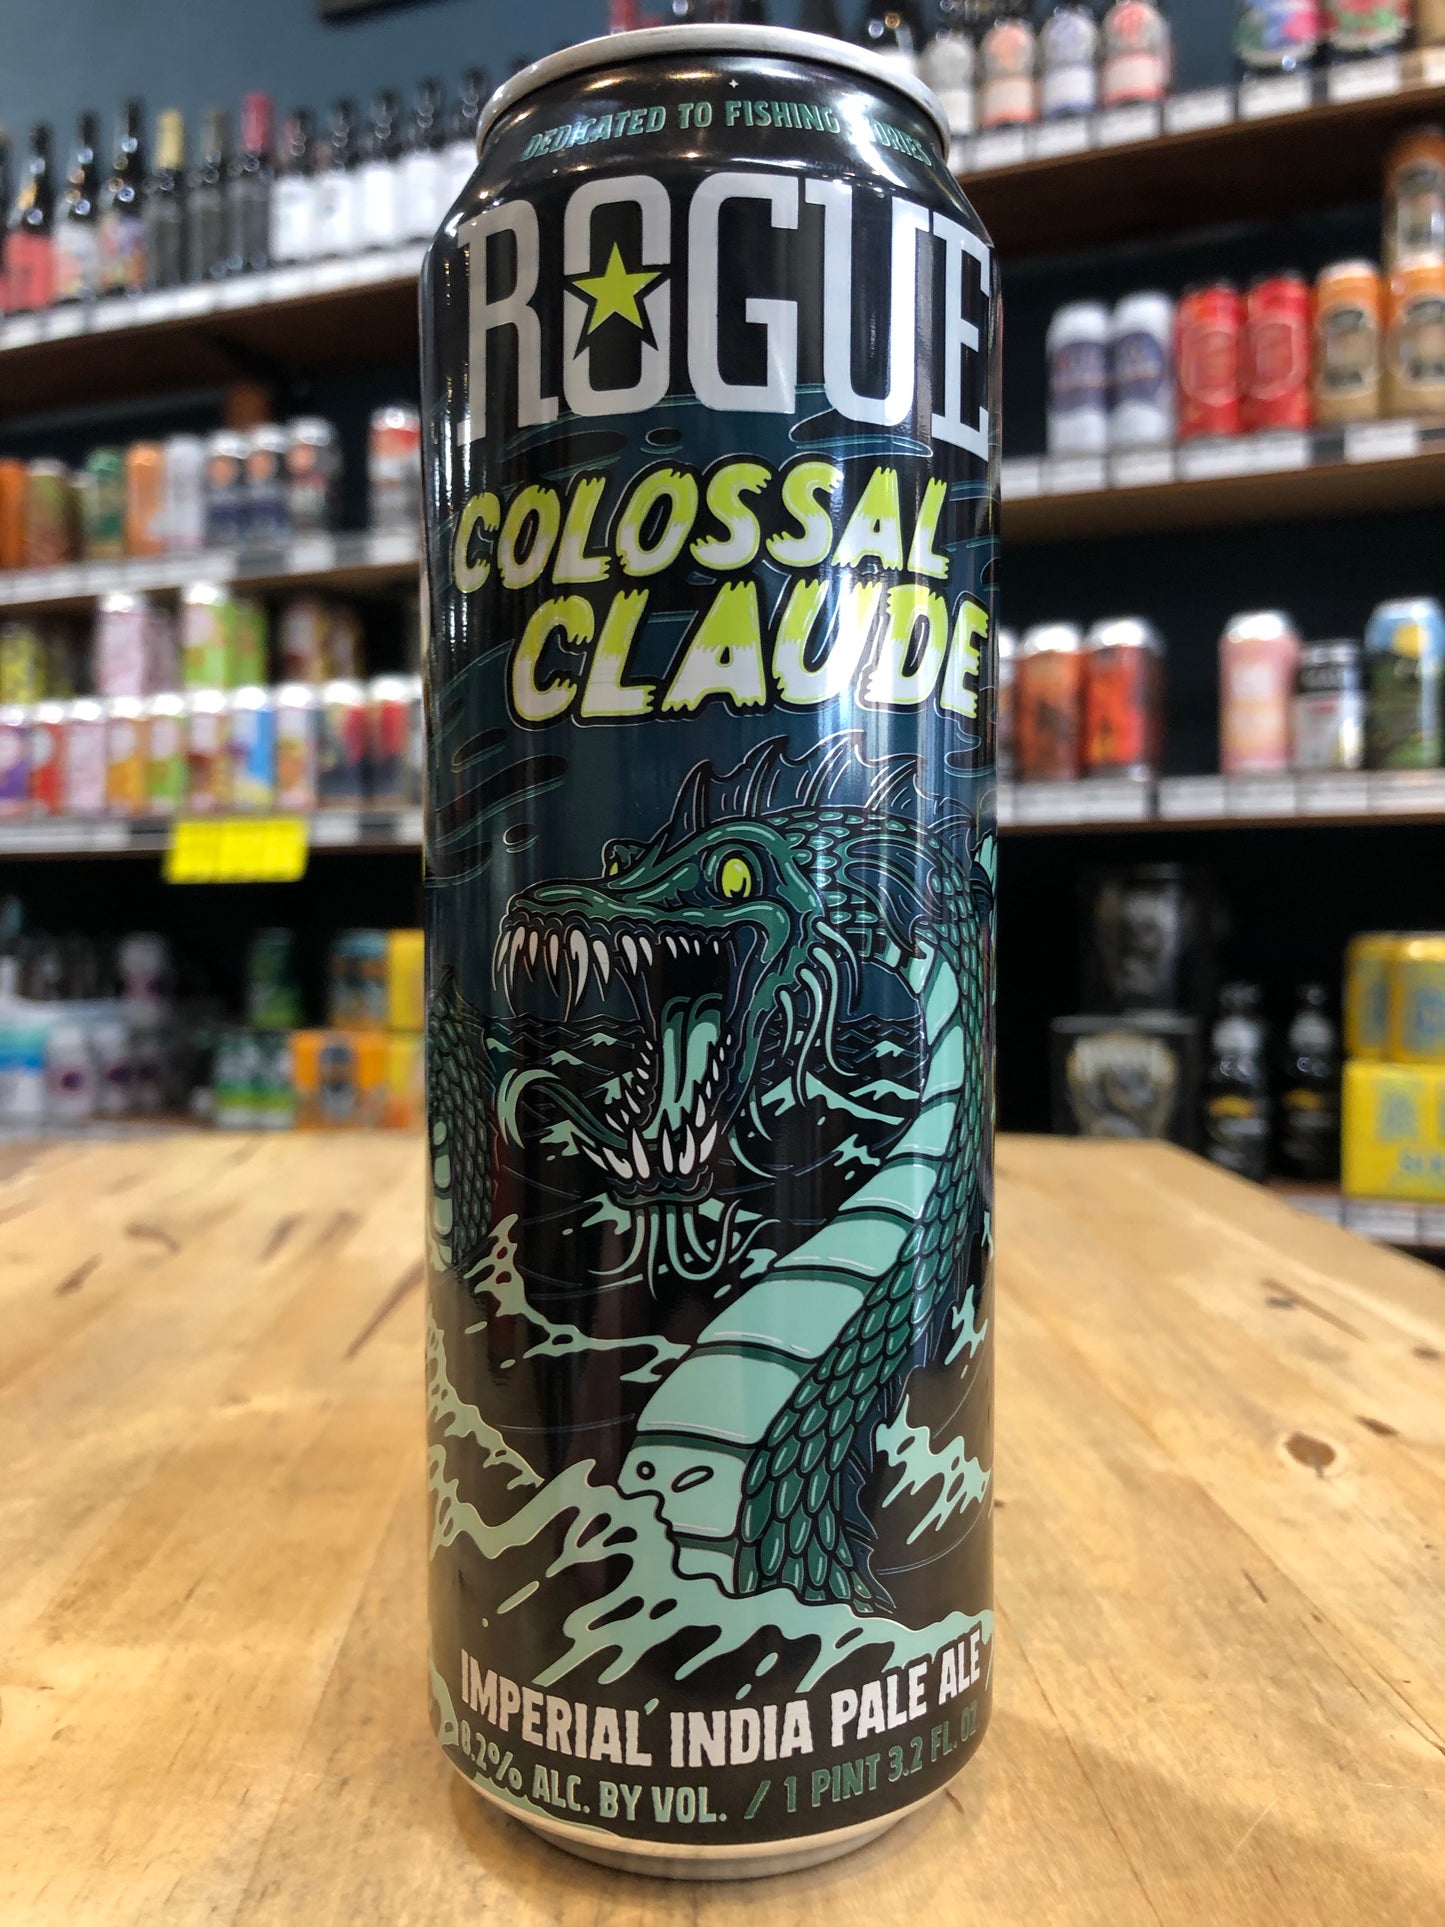 DEDICATED TO FISHING STORIES
ROGUE
COLOSSAL
CLAUDE
IMPERIAL INDIA PALE ALE
8.2% ALC. BY VOL. / 1 PINT 3.2 FL. OZ